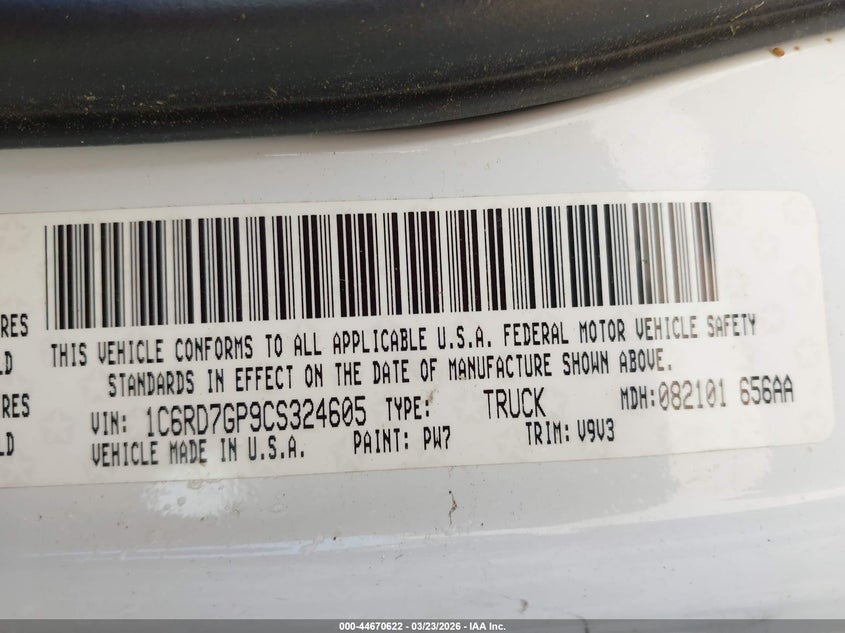 THIS VEHICLE CONFORMS TO ALL APPLICABLE U.S.A. FEDERAL MOTOR VEHICLE SAFETY
STANDARDS IN EFFECT ON THE DATE OF MANUFACTURE SHOWN ABOVE.
VIN: 1C6RD7GP9CS324605 TYPE: TRUCK MDH:082101 656AA
VEHICLE MADE IN U.S.A. PAINT: PW7 TRIM: V9V3
RES
LD
RES
LD
000-44670622 - 03/23/2026 - IAA Inc.